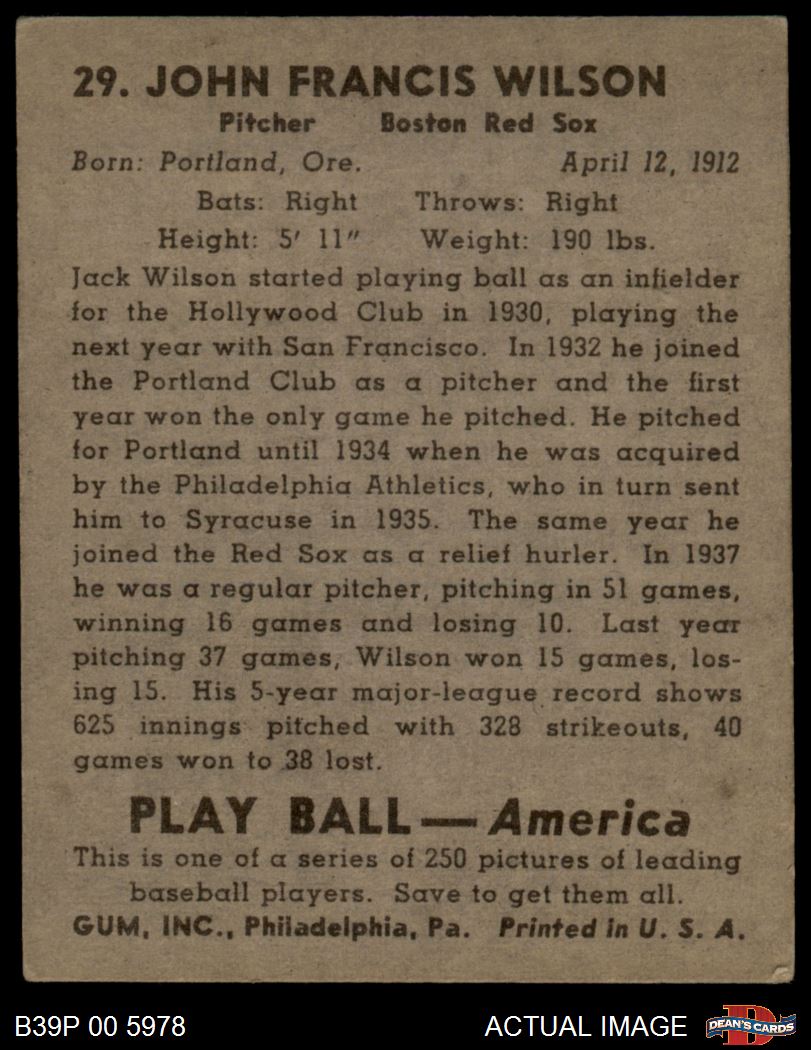 29. JOHN FRANCIS WILSON
Pitcher Boston Red Sox
Born: Portland, Ore. April 12, 1912
Bats: Right Throws: Right
Height: 5' 11" Weight: 190 lbs.
Jack Wilson started playing ball as an infielder
for the Hollywood Club in 1930, playing the
next year with San Francisco. In 1932 he joined
the Portland Club as a pitcher and the first
year won the only game he pitched. He pitched
for Portland until 1934 when he was acquired
by the Philadelphia Athletics, who in turn sent
him to Syracuse in 1935. The same year he
joined the Red Sox as a relief hurler. In 1937
he was a regular pitcher, pitching in 51 games,
winning 16 games and losing 10. Last year
pitching 37 games, Wilson won 15 games, los-
ing 15. His 5-year major-league record shows
625 innings pitched with 328 strikeouts, 40
games won to 38 lost.
PLAY BALL—America
This is one of a series of 250 pictures of leading
baseball players. Save to get them all.
GUM, INC., Philadelphia, Pa. Printed in U. S. A.
B39P 00 5978 ACTUAL IMAGE D DEAN'S CARDS